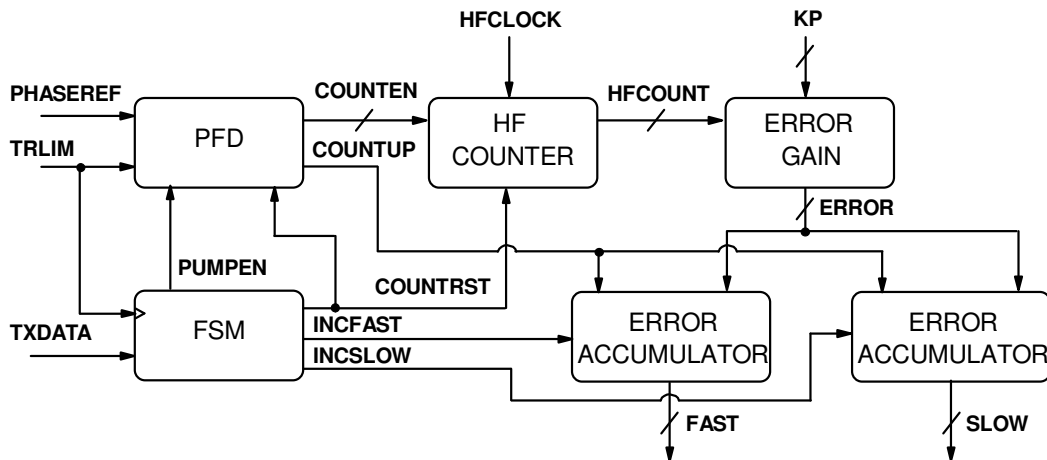 HFCLOCK
KP
PHASEREF
COUNTEN
HFCOUNT
TRLIM
PFD
COUNTUP
HF
COUNTER
ERROR
GAIN
ERROR
PUMPEN
COUNTRST
TXDATA
FSM
INCFAST
INCSLOW
ERROR
ACCUMULATOR
ERROR
ACCUMULATOR
FAST
SLOW